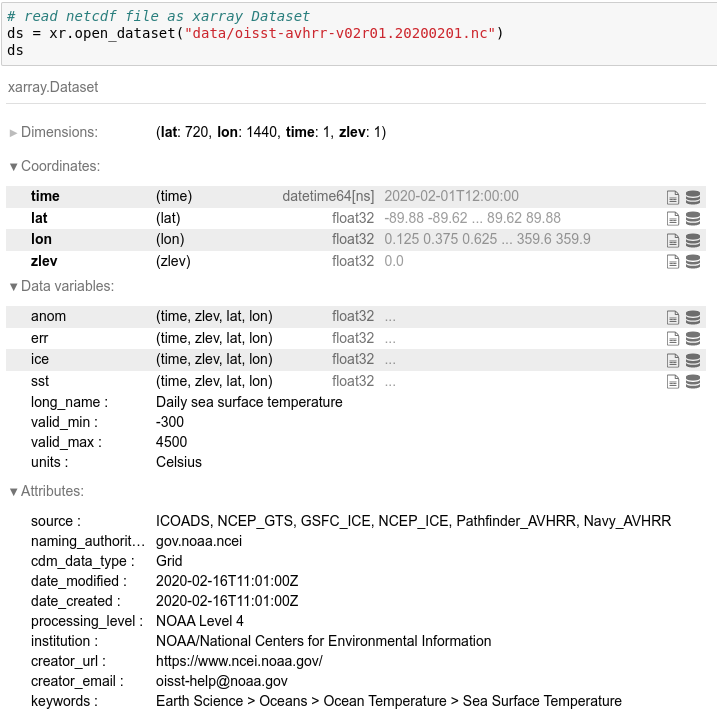 # read netcdf file as xarray Dataset
ds = xr.open_dataset("data/oisst-avhrr-v02r01.20200201.nc")
ds
xarray.Dataset
► Dimensions: (lat: 720, lon: 1440, time: 1, zlev: 1)
▼ Coordinates:
time (time) datetime64[ns] 2020-02-01T12:00:00
lat (lat) float32 -89.88 -89.62 ... 89.62 89.88
lon (lon) float32 0.125 0.375 0.625 ... 359.6 359.9
zlev (zlev) float32 0.0
▼ Data variables:
anom (time, zlev, lat, lon) float32 ...
err (time, zlev, lat, lon) float32 ...
ice (time, zlev, lat, lon) float32 ...
sst (time, zlev, lat, lon) float32 ...
long_name : Daily sea surface temperature
valid_min : -300
valid_max : 4500
units : Celsius
▼ Attributes:
source : ICOADS, NCEP_GTS, GSFC_ICE, NCEP_ICE, Pathfinder_AVHRR, Navy_AVHRR
naming_authorit... gov.noaa.ncei
cdm_data_type : Grid
date_modified : 2020-02-16T11:01:00Z
date_created : 2020-02-16T11:01:00Z
processing_level : NOAA Level 4
institution : NOAA/National Centers for Environmental Information
creator_url : https://www.ncei.noaa.gov/
creator_email : oisst-help@noaa.gov
keywords : Earth Science > Oceans > Ocean Temperature > Sea Surface Temperature